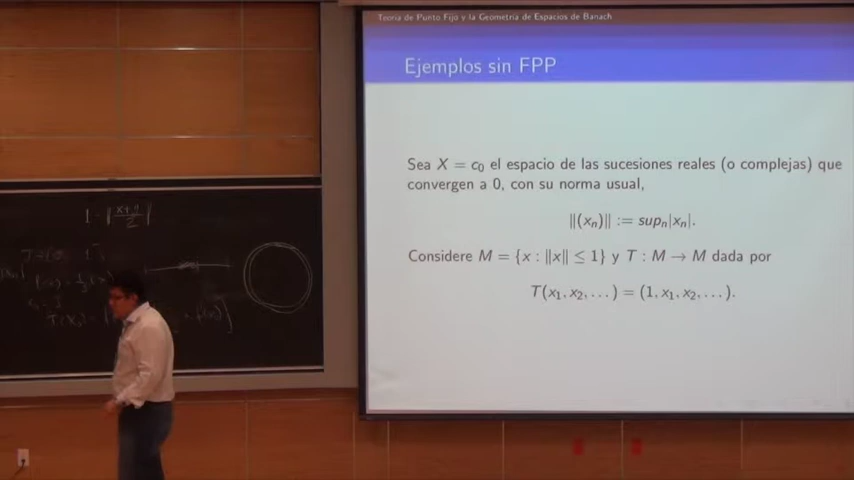 Teoría de Punto Fijo y la Geometría de Espacios de Banach
Ejemplos sin FPP
Sea X = c₀ el espacio de las sucesiones reales (o complejas) que
convergen a 0, con su norma usual,
‖(xₙ)‖ := supₙ|xₙ|.
Considere M = {x : ‖x‖ ≤ 1} y T : M → M dada por
T(x₁, x₂, . . . ) = (1, x₁, x₂, . . . ).